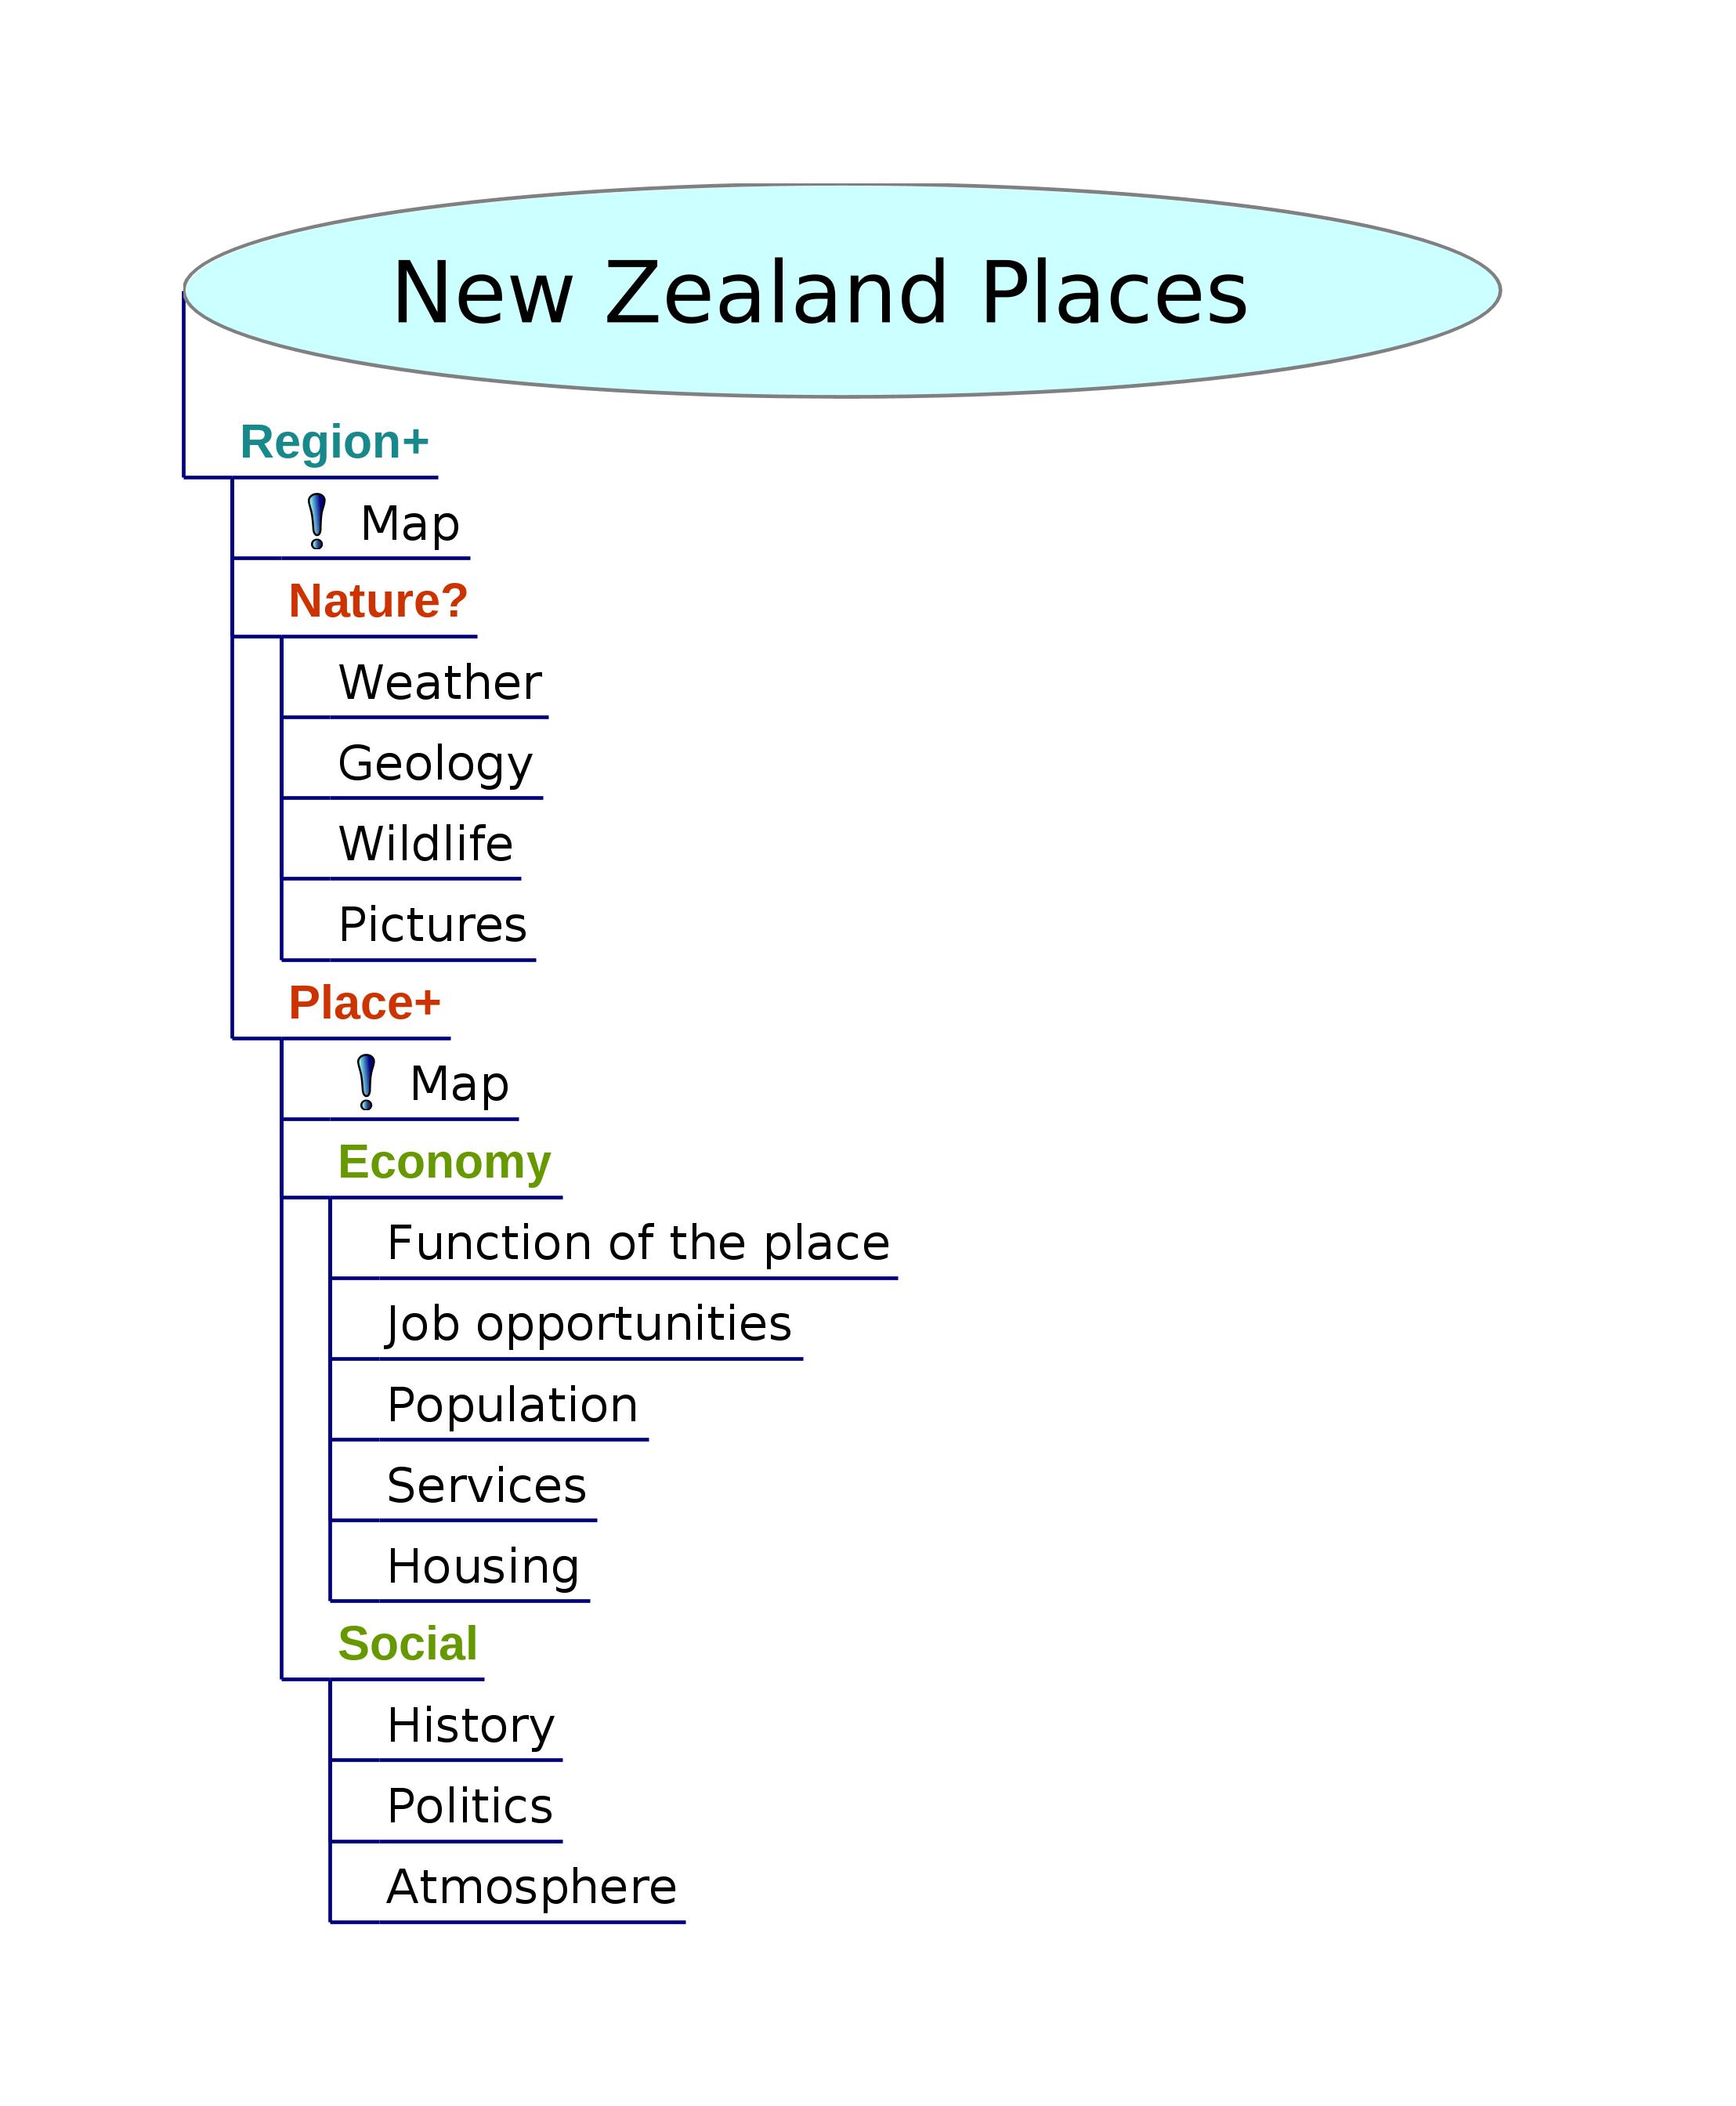 New Zealand Places
Region+
Map
Nature?
Weather
Geology
Wildlife
Pictures
Place+
Map
Economy
Function of the place
Job opportunities
Population
Services
Housing
Social
History
Politics
Atmosphere